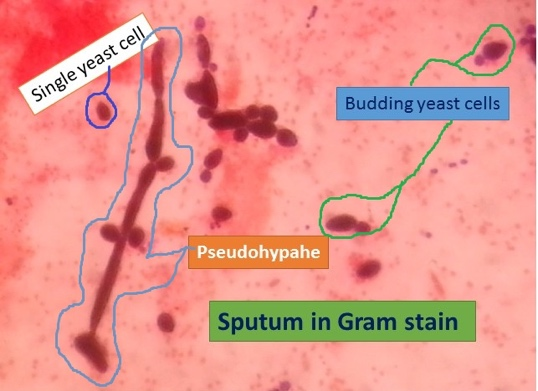 Single yeast cell
Budding yeast cells
Pseudohypahe
Sputum in Gram stain